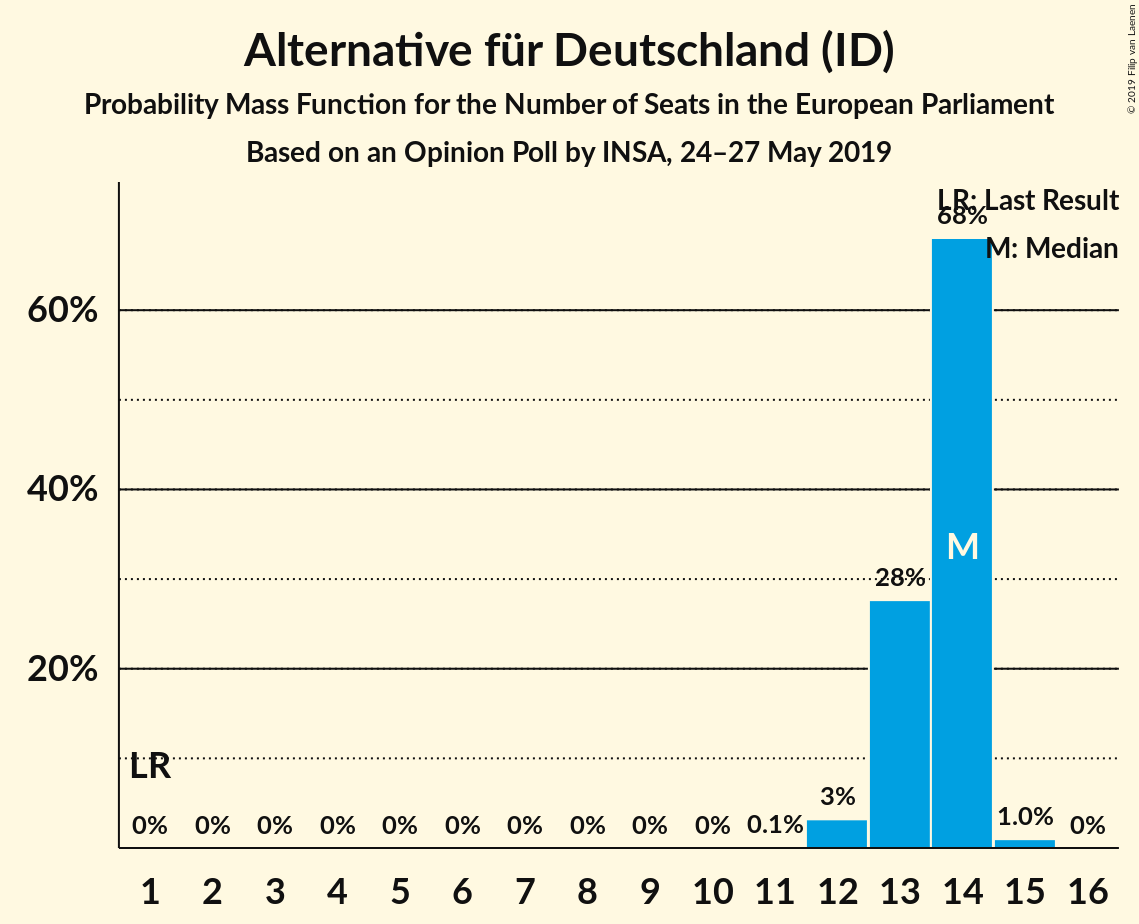 Alternative für Deutschland (ID)
Probability Mass Function for the Number of Seats in the European Parliament
Based on an Opinion Poll by INSA, 24–27 May 2019
© 2019 Filip van Laenen
LR: Last Result
M: Median
68%
60%
40%
20%
M
28%
LR
3%
1.0%
0% 0% 0% 0% 0% 0% 0% 0% 0% 0% 0.1% 0%
1 2 3 4 5 6 7 8 9 10 11 12 13 14 15 16